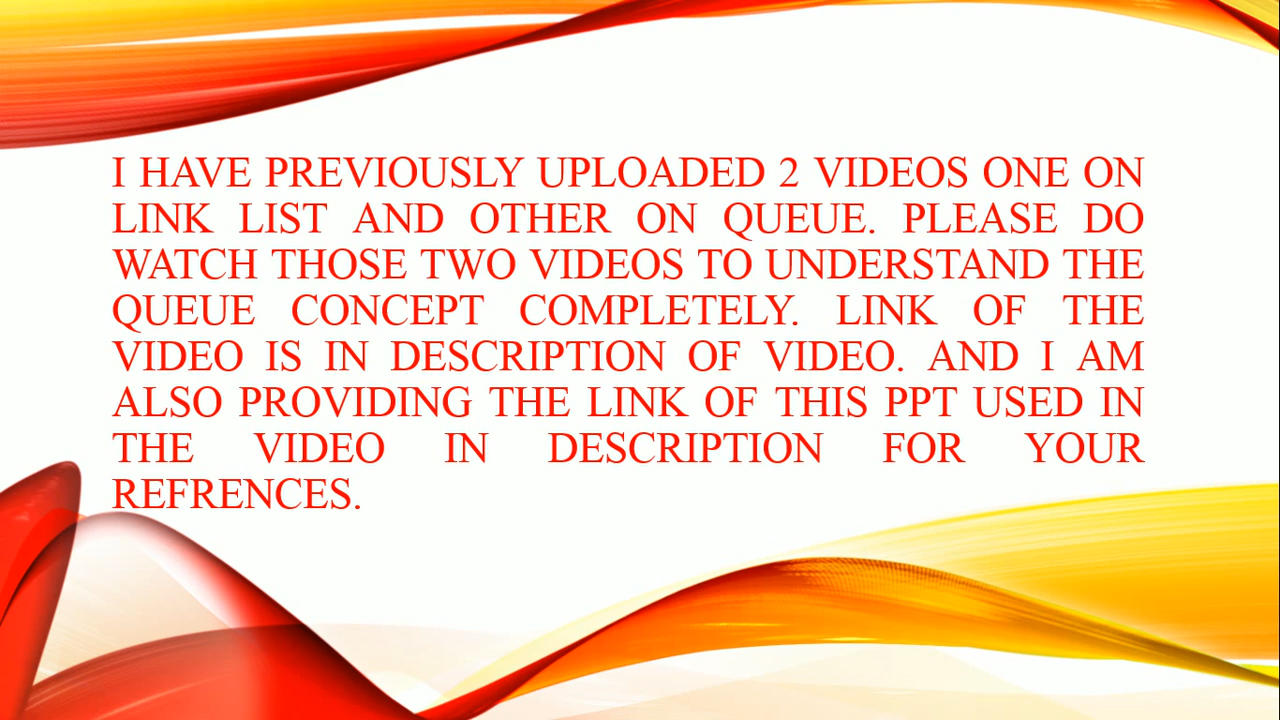 I HAVE PREVIOUSLY UPLOADED 2 VIDEOS ONE ON
LINK LIST AND OTHER ON QUEUE. PLEASE DO
WATCH THOSE TWO VIDEOS TO UNDERSTAND THE
QUEUE CONCEPT COMPLETELY. LINK OF THE
VIDEO IS IN DESCRIPTION OF VIDEO. AND I AM
ALSO PROVIDING THE LINK OF THIS PPT USED IN
THE VIDEO IN DESCRIPTION FOR YOUR
REFRENCES.